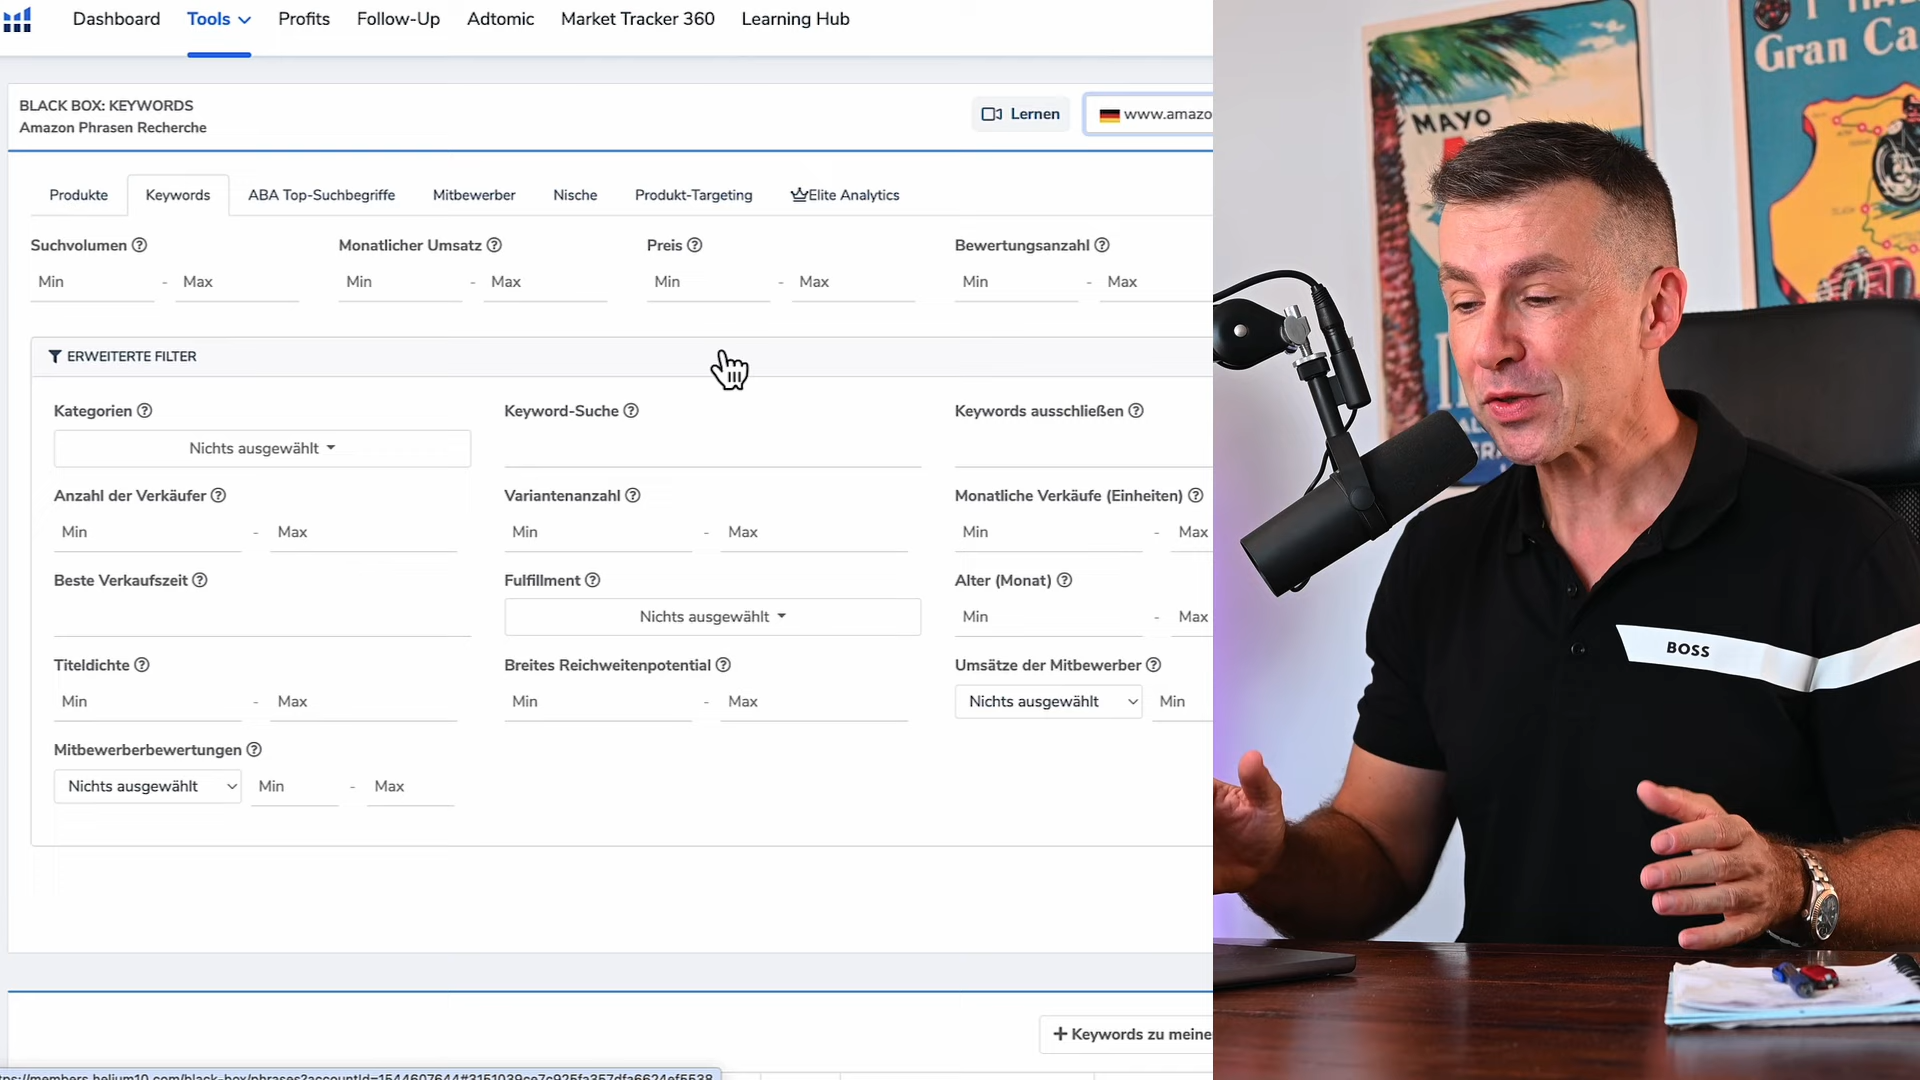 Dashboard Tools Profits Follow-Up Adtomic Market Tracker 360 Learning Hub
BLACK BOX: KEYWORDS
Amazon Phrasen Recherche
Lernen
www.amazo
Produkte Keywords ABA Top-Suchbegriffe Mitbewerber Nische Produkt-Targeting Elite Analytics
Suchvolumen Monatlicher Umsatz Preis Bewertungsanzahl
Min - Max Min - Max Min - Max Min - Max
ERWEITERTE FILTER
Kategorien Keyword-Suche Keywords ausschließen
Nichts ausgewählt
Anzahl der Verkäufer Variantenanzahl Monatliche Verkäufe (Einheiten)
Min - Max Min - Max Min - Max
Beste Verkaufszeit Fulfillment Alter (Monat)
Nichts ausgewählt Min - Max
Titeldichte Breites Reichweitenpotential Umsätze der Mitbewerber
Min - Max Min - Max Nichts ausgewählt Min
Mitbewerberbewertungen
Nichts ausgewählt Min - Max
+ Keywords zu meine
MAYO
Gran Ca
BOSS